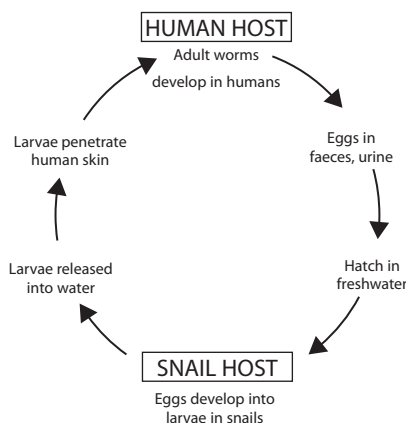 HUMAN HOST
Adult worms
develop in humans
Eggs in
faeces, urine
Hatch in
freshwater
SNAIL HOST
Eggs develop into
larvae in snails
Larvae released
into water
Larvae penetrate
human skin